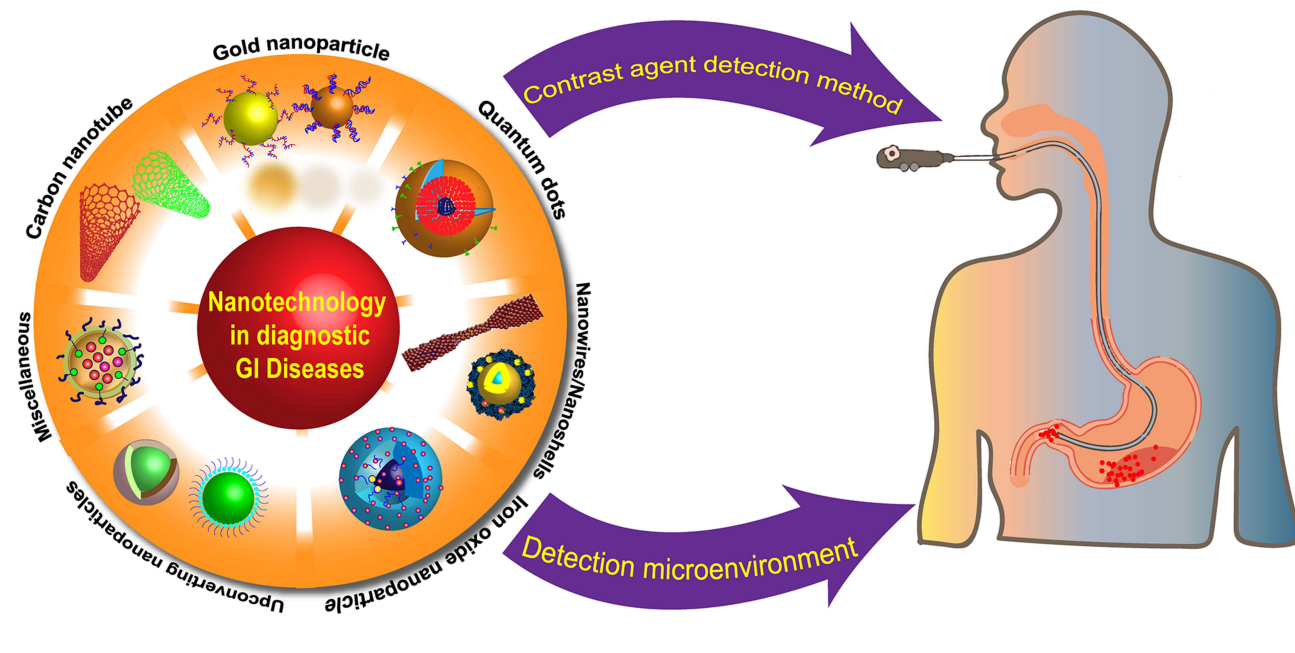 Gold nanoparticle
Quantum dots
Nanowires/Nanoshells
Iron oxide nanoparticle
Upconverting nanoparticles
Miscellaneous
Carbon nanotube
Nanotechnology
in diagnostic
GI Diseases
Contrast agent detection method
Detection microenvironment